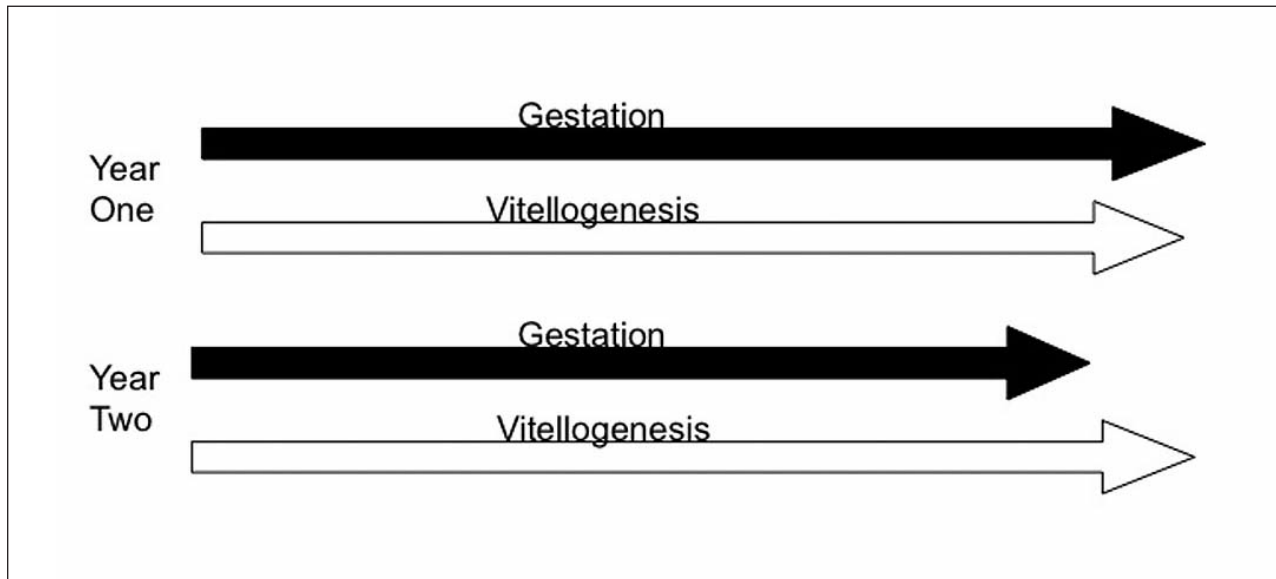 Gestation
Year
One
Vitellogenesis
Gestation
Year
Two
Vitellogenesis